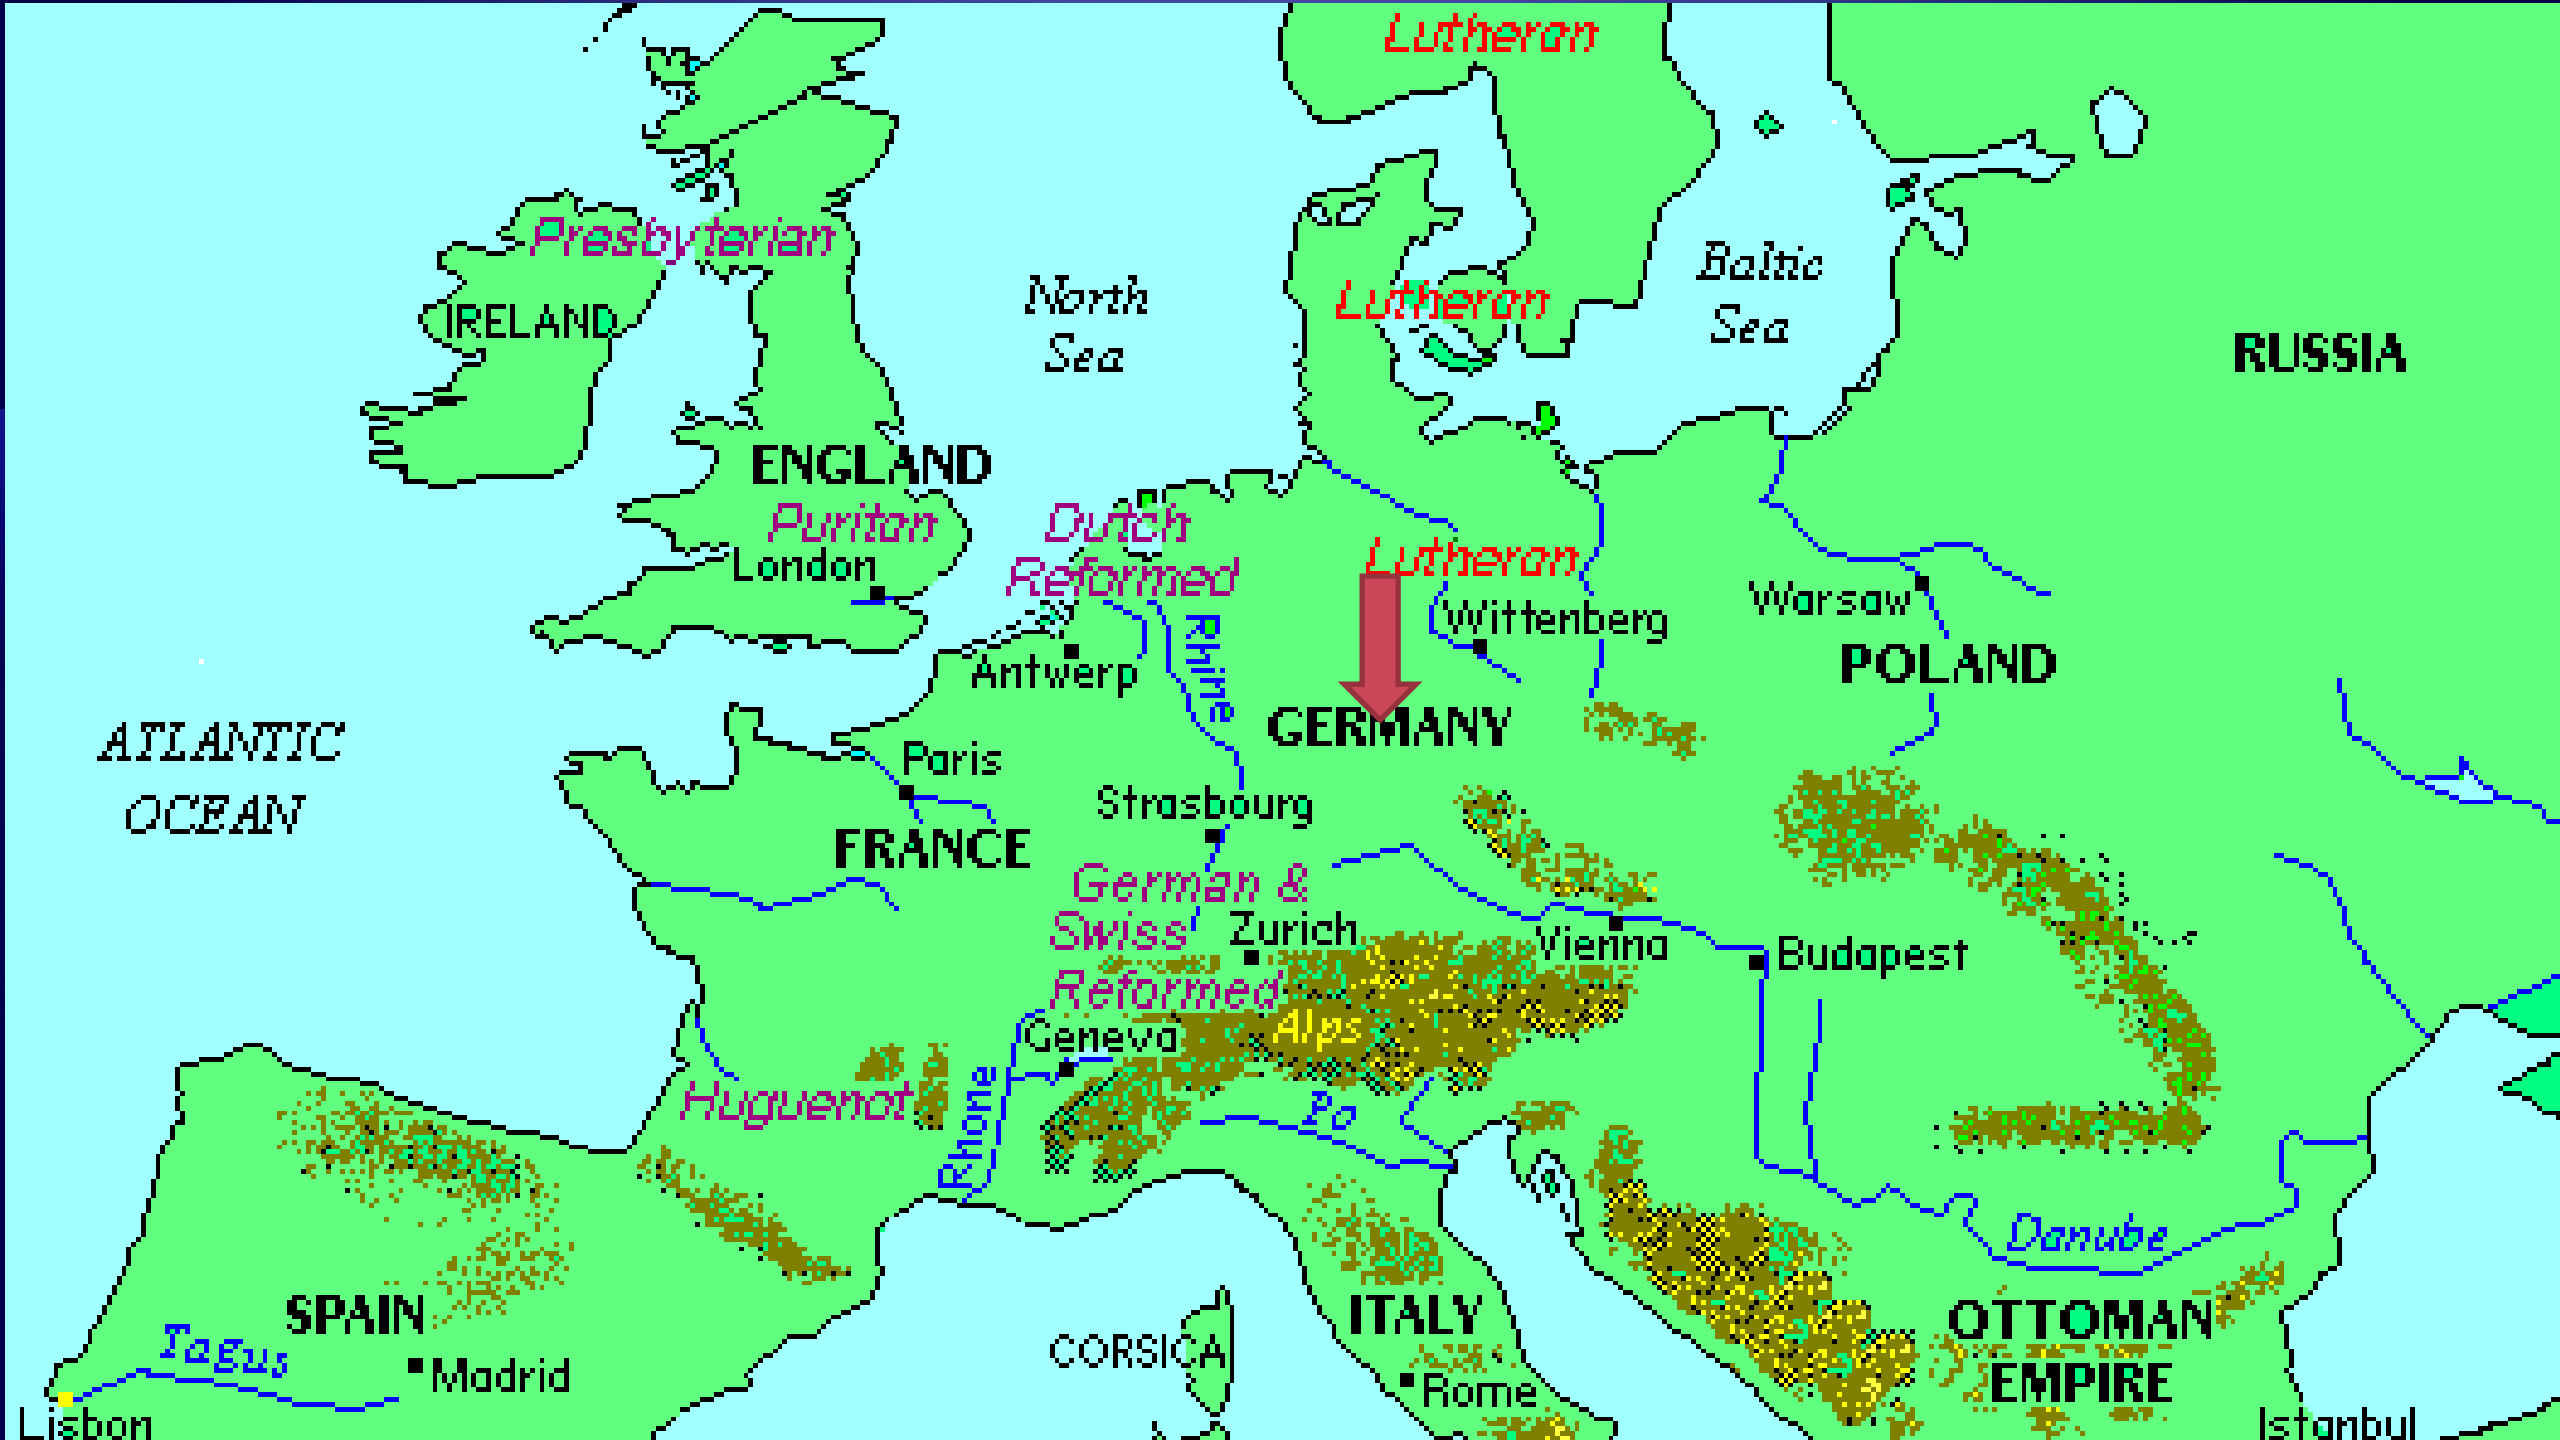 Lutheran
Presbyterian
IRELAND
North
Sea
Lutheran
Baltic
Sea
RUSSIA
ENGLAND
Puritan
London
Dutch
Reformed
Lutheran
Wittenberg
Warsaw
POLAND
Antwerp
Rhine
GERMANY
ATLANTIC
OCEAN
Paris
Strasbourg
FRANCE
German &
Swiss
Reformed
Zurich
Vienna
Budapest
Geneva
Alps
Huguenot
Rhone
Po
Danube
SPAIN
Tagus
Madrid
Lisbon
CORSICA
ITALY
Rome
OTTOMAN
EMPIRE
Istanbul